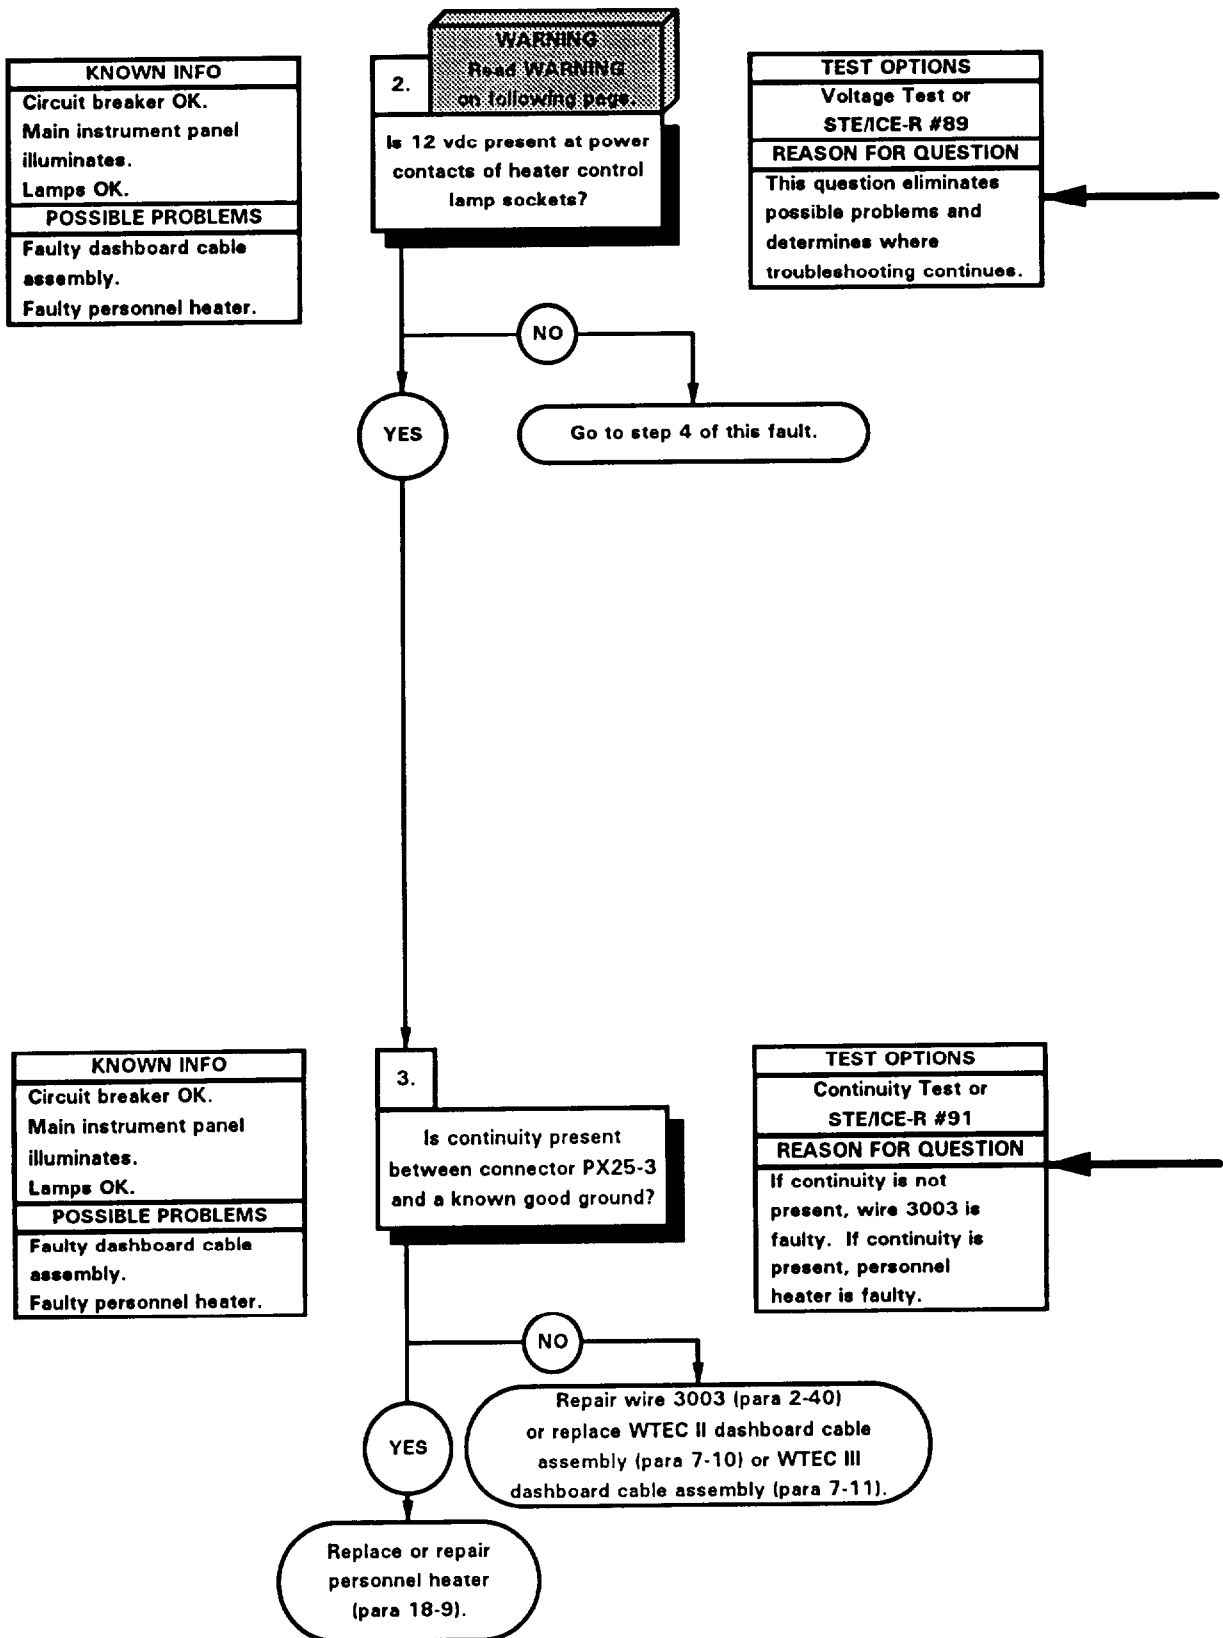 KNOWN INFO
Circuit breaker OK.
Main instrument panel
illuminates.
Lamps OK.
POSSIBLE PROBLEMS
Faulty dashboard cable
assembly.
Faulty personnel heater.
WARNING
Read WARNING
on following page.
2.
Is 12 vdc present at power
contacts of heater control
lamp sockets?
TEST OPTIONS
Voltage Test or
STE/ICE-R #89
REASON FOR QUESTION
This question eliminates
possible problems and
determines where
troubleshooting continues.
NO
YES
Go to step 4 of this fault.
KNOWN INFO
Circuit breaker OK.
Main instrument panel
illuminates.
Lamps OK.
POSSIBLE PROBLEMS
Faulty dashboard cable
assembly.
Faulty personnel heater.
3.
Is continuity present
between connector PX25-3
and a known good ground?
TEST OPTIONS
Continuity Test or
STE/ICE-R #91
REASON FOR QUESTION
If continuity is not
present, wire 3003 is
faulty. If continuity is
present, personnel
heater is faulty.
NO
YES
Repair wire 3003 (para 2-40)
or replace WTEC II dashboard cable
assembly (para 7-10) or WTEC III
dashboard cable assembly (para 7-11).
Replace or repair
personnel heater
(para 18-9).